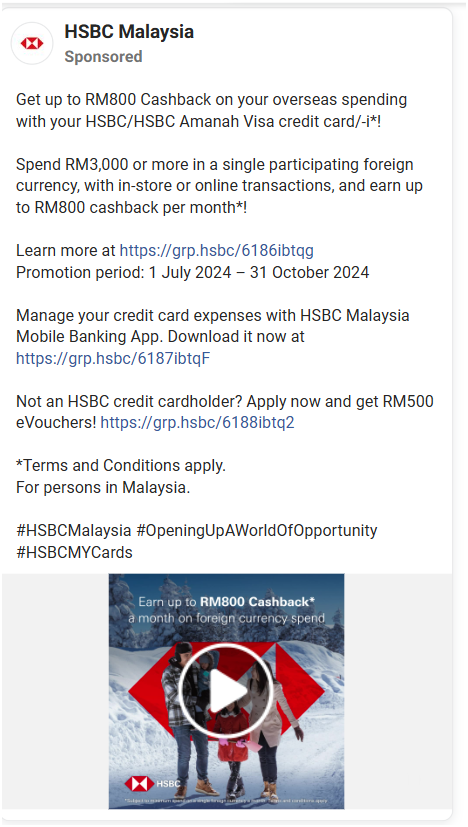 HSBC Malaysia
Sponsored
Get up to RM800 Cashback on your overseas spending
with your HSBC/HSBC Amanah Visa credit card/-i*!
Spend RM3,000 or more in a single participating foreign
currency, with in-store or online transactions, and earn up
to RM800 cashback per month*!
Learn more at https://grp.hsbc/6186ibtqg
Promotion period: 1 July 2024 – 31 October 2024
Manage your credit card expenses with HSBC Malaysia
Mobile Banking App. Download it now at
https://grp.hsbc/6187ibtqF
Not an HSBC credit cardholder? Apply now and get RM500
eVouchers! https://grp.hsbc/6188ibtq2
*Terms and Conditions apply.
For persons in Malaysia.
#HSBCMalaysia #OpeningUpAWorldOfOpportunity
#HSBCMYCards
Earn up to RM800 Cashback*
a month on foreign currency spend
HSBC